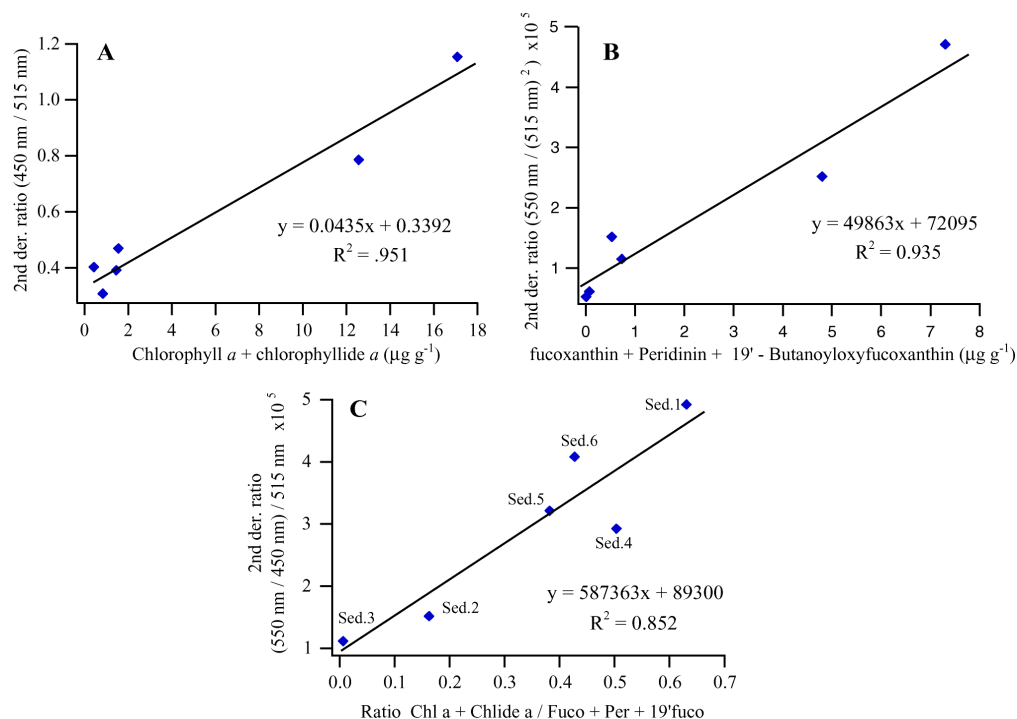 A
2nd der. ratio (450 nm / 515 nm)
1.2
1.0
0.8
0.6
0.4
y = 0.0435x + 0.3392
R² = .951
0 2 4 6 8 10 12 14 16 18
Chlorophyll a + chlorophyllide a (µg g⁻¹)
B
2nd der. ratio (550 nm / (515 nm)²) x10⁵
5
4
3
2
1
y = 49863x + 72095
R² = 0.935
0 1 2 3 4 5 6 7 8
fucoxanthin + Peridinin + 19' - Butanoyloxyfucoxanthin (µg g⁻¹)
C
2nd der. ratio
(550 nm / 450 nm) / 515 nm x10⁵
5
4
3
2
1
Sed.1
Sed.6
Sed.5
Sed.4
Sed.3
Sed.2
y = 587363x + 89300
R² = 0.852
0.0 0.1 0.2 0.3 0.4 0.5 0.6 0.7
Ratio Chl a + Chlide a / Fuco + Per + 19'fuco